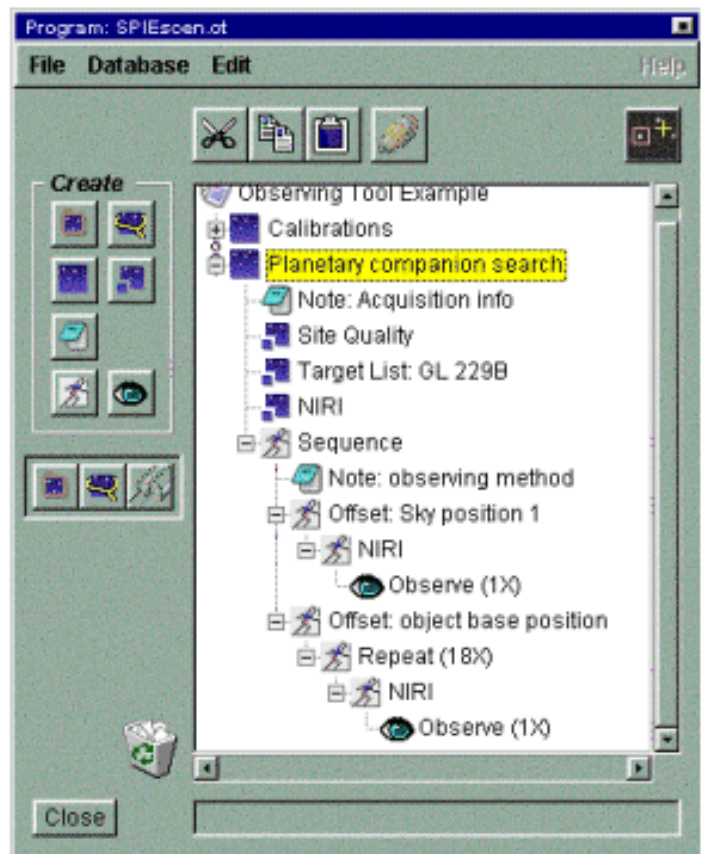 Program: SPIEscen.ot
File Database Edit Help
Create
Observing Tool Example
Calibrations
Planetary companion search
Note: Acquisition info
Site Quality
Target List: GL 229B
NIRI
Sequence
Note: observing method
Offset: Sky position 1
NIRI
Observe (1X)
Offset: object base position
Repeat (18X)
NIRI
Observe (1X)
Close